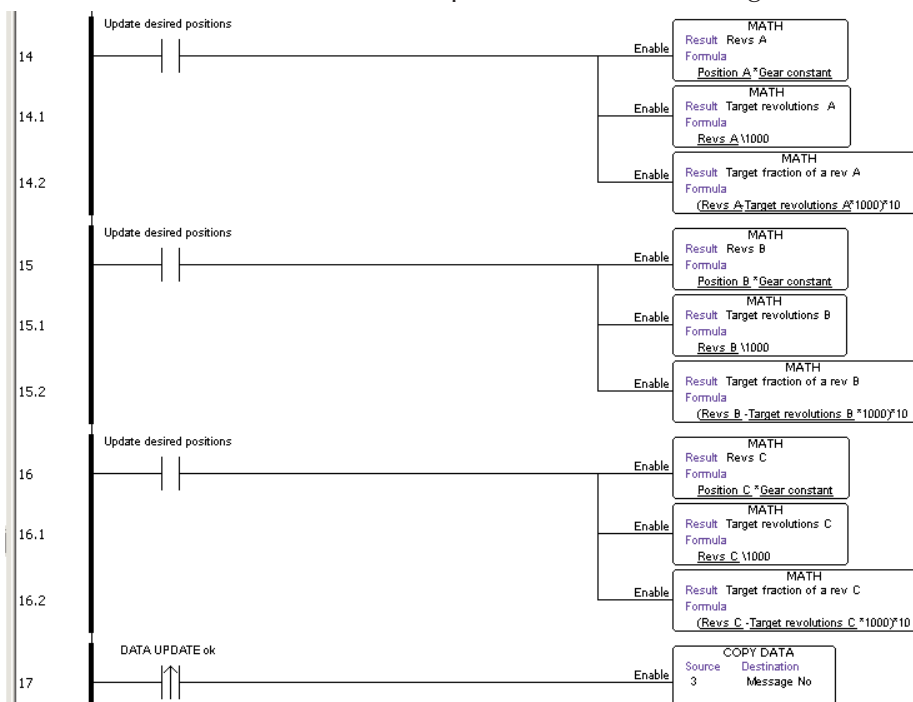 Update desired positions
14
Enable
MATH
Result Revs A
Formula
Position A*Gear constant
14.1
Enable
MATH
Result Target revolutions A
Formula
Revs A\1000
14.2
Enable
MATH
Result Target fraction of a rev A
Formula
(Revs A-Target revolutions A*1000)*10
Update desired positions
15
Enable
MATH
Result Revs B
Formula
Position B *Gear constant
15.1
Enable
MATH
Result Target revolutions B
Formula
Revs B \1000
15.2
Enable
MATH
Result Target fraction of a rev B
Formula
(Revs B -Target revolutions B *1000)*10
Update desired positions
16
Enable
MATH
Result Revs C
Formula
Position C *Gear constant
16.1
Enable
MATH
Result Target revolutions C
Formula
Revs C \1000
16.2
Enable
MATH
Result Target fraction of a rev C
Formula
(Revs C -Target revolutions C *1000)*10
DATA UPDATE ok
17
Enable
COPY DATA
Source Destination
3 Message No